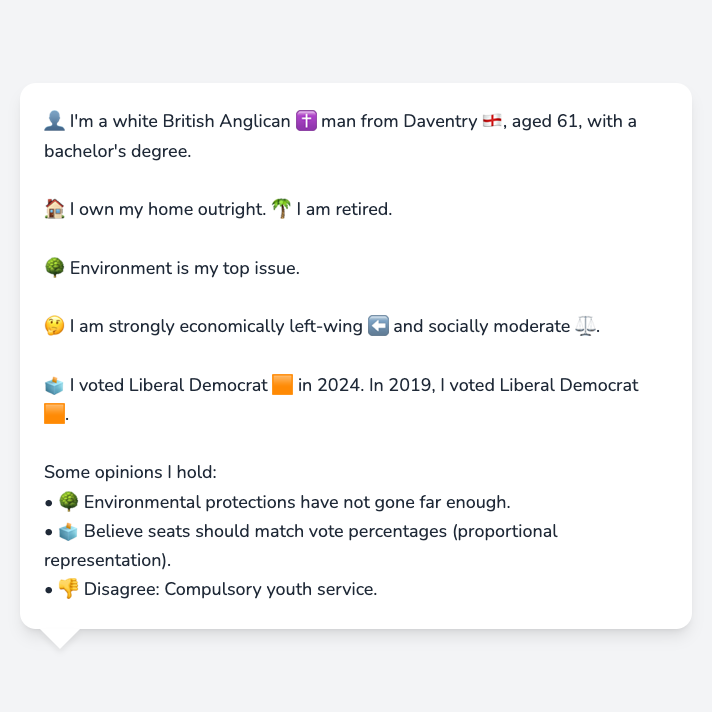 👤 I'm a white British Anglican ✝️ man from Daventry 🏴󠁧󠁢󠁥󠁮󠁧󠁿, aged 61, with a
bachelor's degree.
🏠 I own my home outright. 🌴 I am retired.
🌳 Environment is my top issue.
🤔 I am strongly economically left-wing ⬅️ and socially moderate ⚖️.
🗳️ I voted Liberal Democrat 🟧 in 2024. In 2019, I voted Liberal Democrat
🟧.
Some opinions I hold:
• 🌳 Environmental protections have not gone far enough.
• 🗳️ Believe seats should match vote percentages (proportional
representation).
• 👎 Disagree: Compulsory youth service.